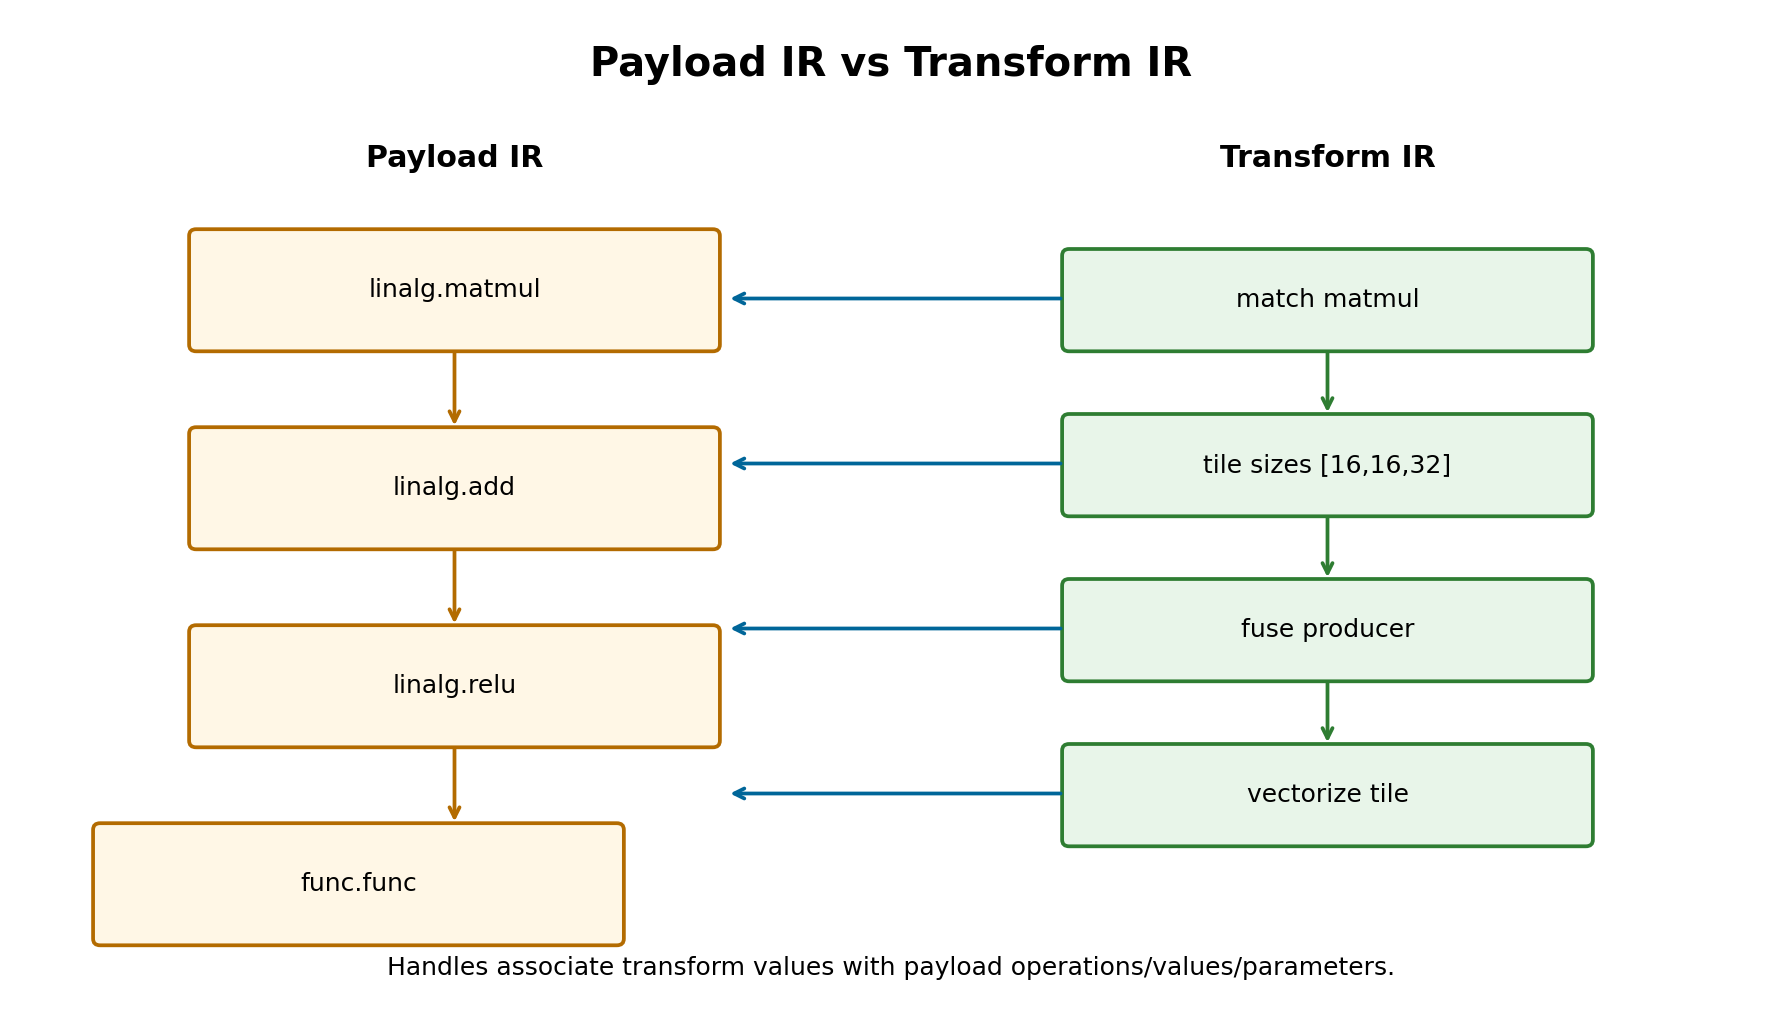 Payload IR vs Transform IR
Payload IR
linalg.matmul
linalg.add
linalg.relu
func.func
Transform IR
match matmul
tile sizes [16,16,32]
fuse producer
vectorize tile
Handles associate transform values with payload operations/values/parameters.